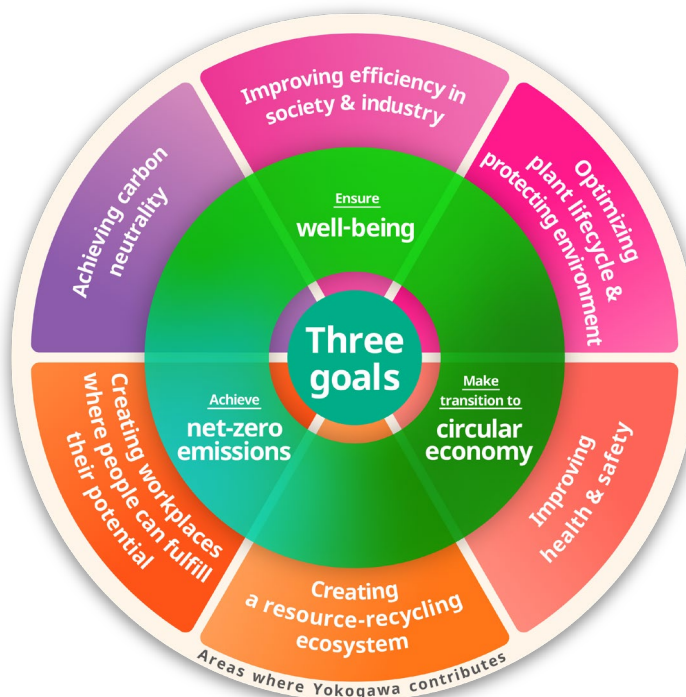 Improving efficiency in
society & industry
Optimizing
plant lifecycle &
protecting environment
Improving
health & safety
Creating
a resource-recycling
ecosystem
Creating workplaces
where people can fulfill
their potential
Achieving carbon
neutrality
Ensure
well-being
Make
transition to
circular
economy
Achieve
net-zero
emissions
Three
goals
Areas where Yokogawa contributes